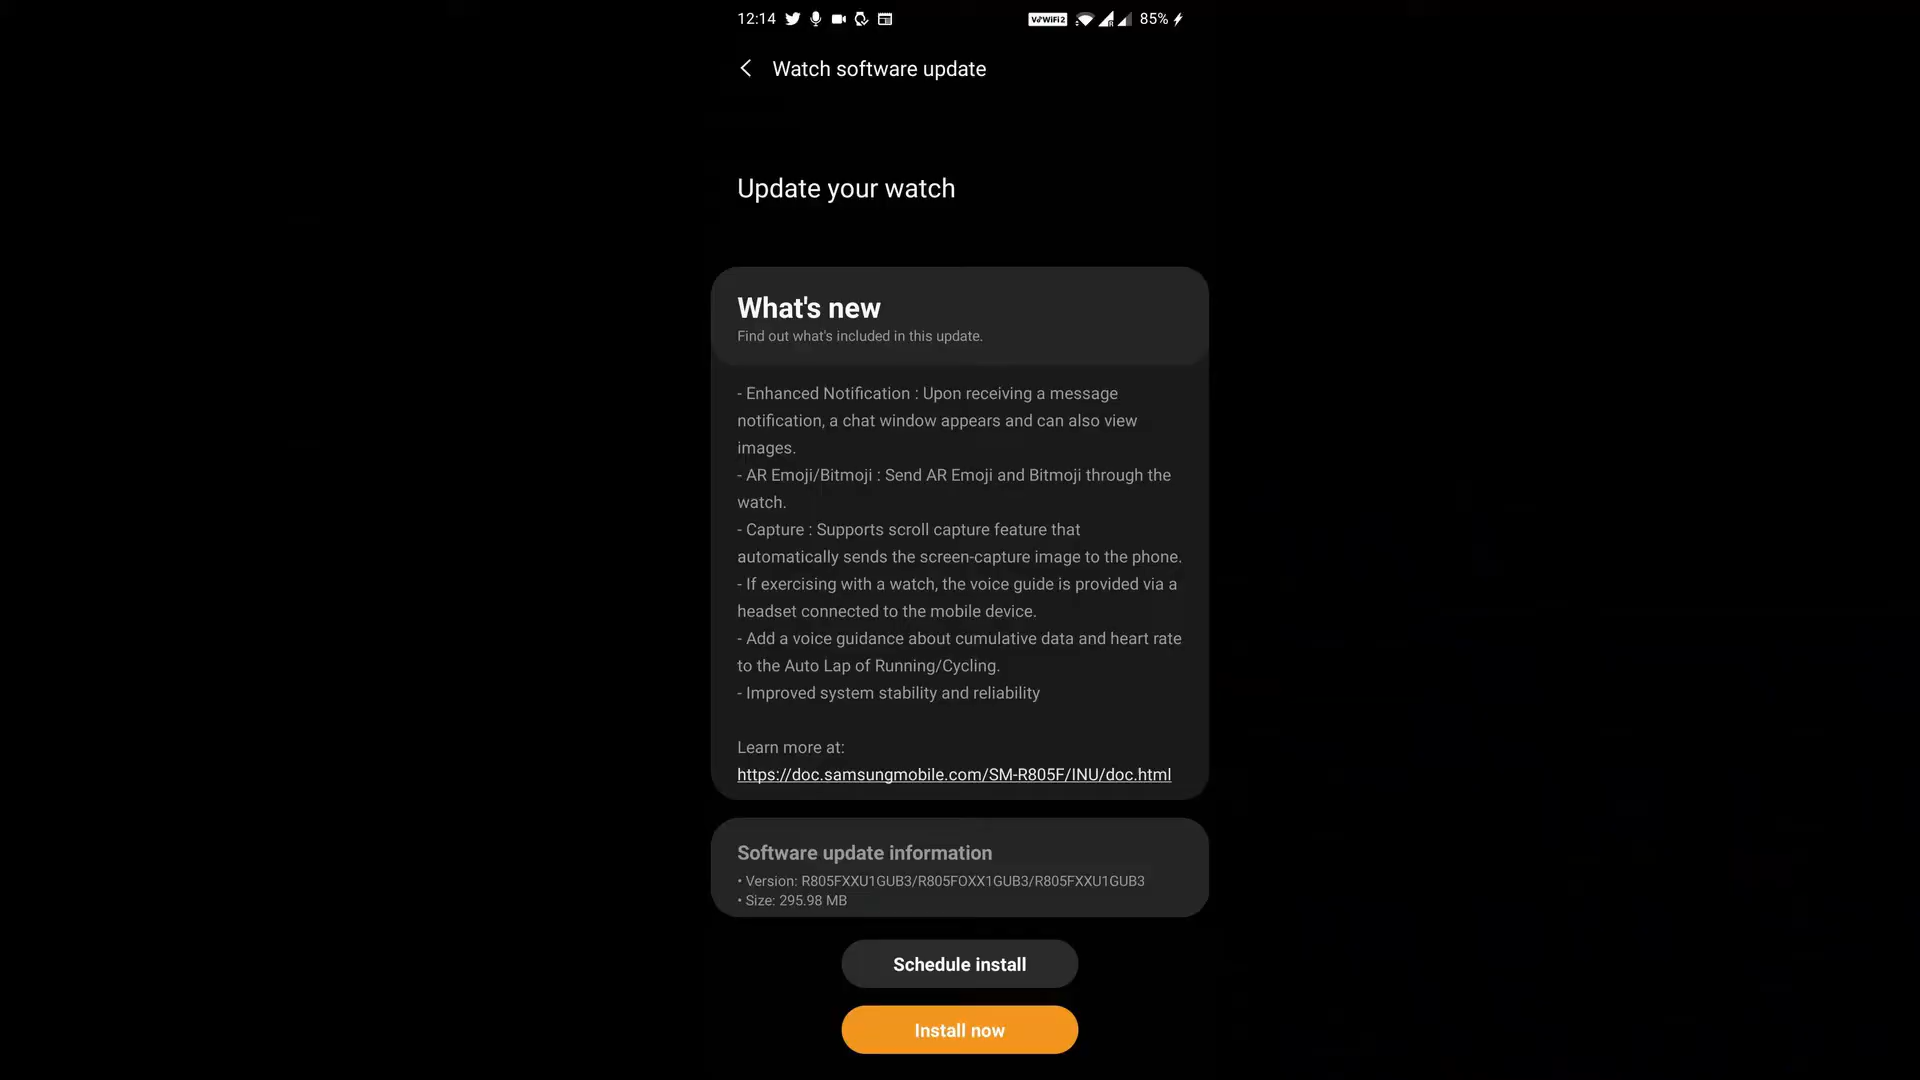 12:14 VoWiFi2 85%
Watch software update
Update your watch
What's new
Find out what's included in this update.
- Enhanced Notification : Upon receiving a message
notification, a chat window appears and can also view
images.
- AR Emoji/Bitmoji : Send AR Emoji and Bitmoji through the
watch.
- Capture : Supports scroll capture feature that
automatically sends the screen-capture image to the phone.
- If exercising with a watch, the voice guide is provided via a
headset connected to the mobile device.
- Add a voice guidance about cumulative data and heart rate
to the Auto Lap of Running/Cycling.
- Improved system stability and reliability
Learn more at:
https://doc.samsungmobile.com/SM-R805F/INU/doc.html
Software update information
• Version: R805FXXU1GUB3/R805FOXX1GUB3/R805FXXU1GUB3
• Size: 295.98 MB
Schedule install
Install now